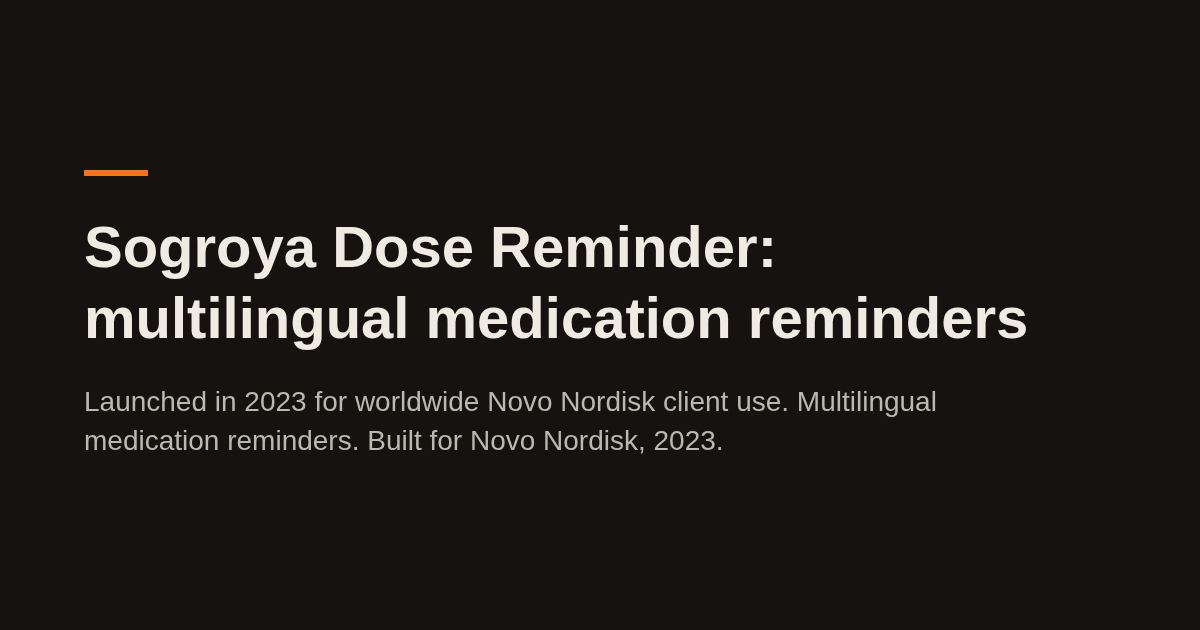 Sogroya Dose Reminder:
multilingual medication reminders
Launched in 2023 for worldwide Novo Nordisk client use. Multilingual
medication reminders. Built for Novo Nordisk, 2023.